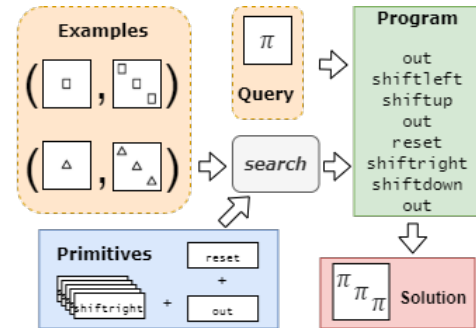 Examples
( , )
( , )
π
Query
search
Program
out
shiftleft
shiftup
out
reset
shiftright
shiftdown
out
Primitives
shiftright
+
reset
+
out
π
π
π
Solution